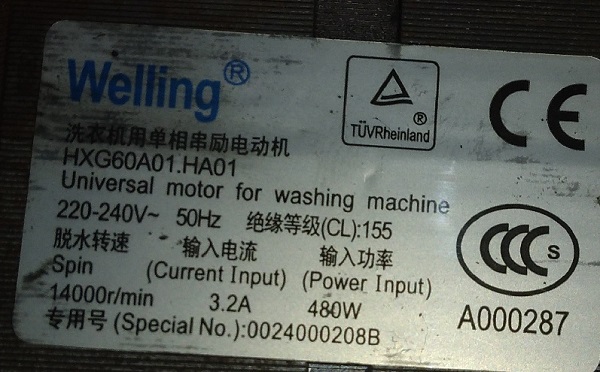 Welling®
TÜVRheinland®
CE
洗衣机用单相串励电动机
HXG60A01.HA01
Universal motor for washing machine
220-240V~ 50Hz 绝缘等级(CL):155
脱水转速 输入电流 输入功率
Spin (Current Input) (Power Input)
14000r/min 3.2A 480W
专用号(Special No.):0024000208B
CCC S
A000287